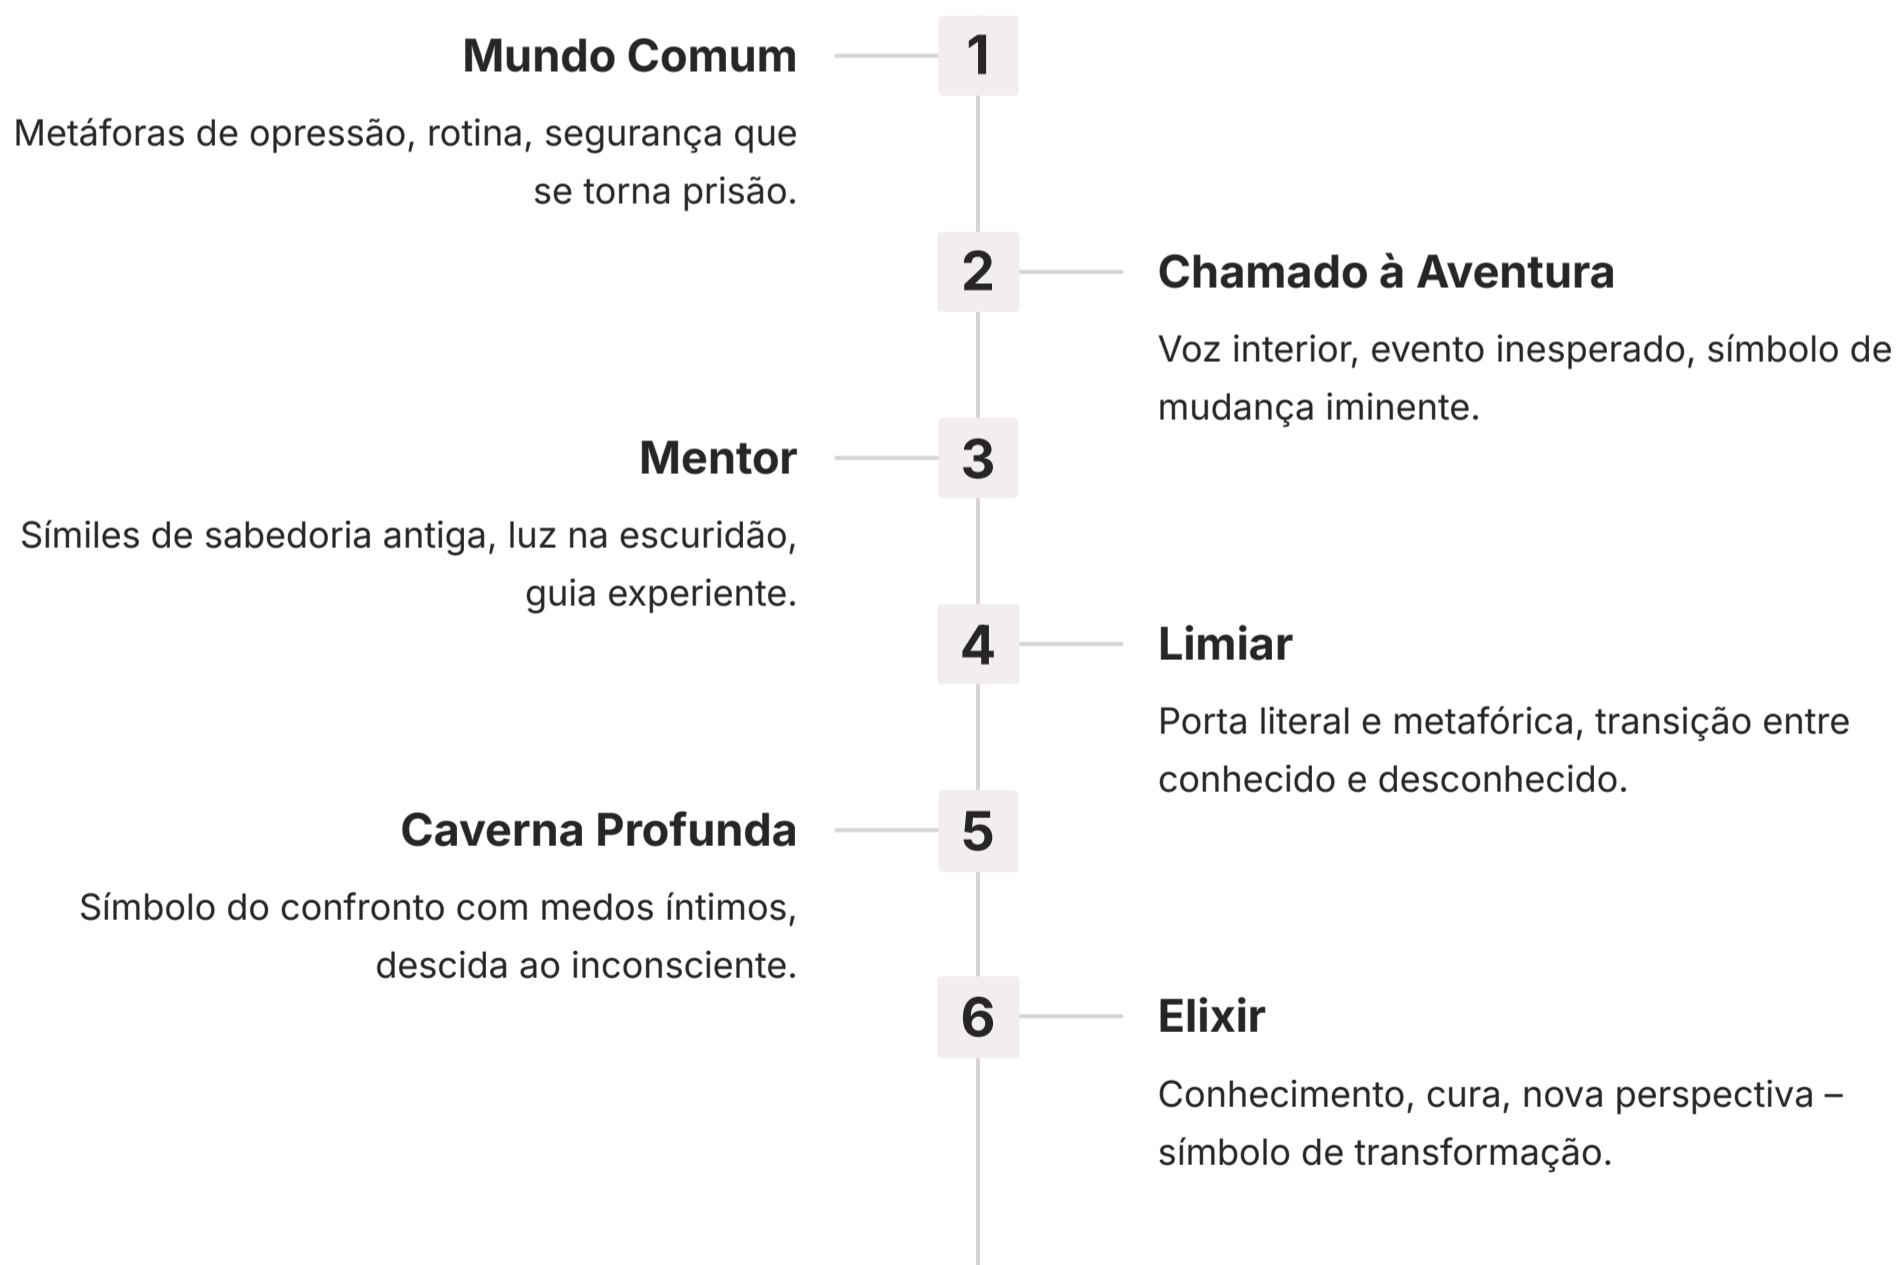 Mundo Comum
1
Metáforas de opressão, rotina, segurança que
se torna prisão.
2
Chamado à Aventura
Voz interior, evento inesperado, símbolo de
mudança iminente.
Mentor
3
Símiles de sabedoria antiga, luz na escuridão,
guia experiente.
4
Limiar
Porta literal e metafórica, transição entre
conhecido e desconhecido.
Caverna Profunda
5
Símbolo do confronto com medos íntimos,
descida ao inconsciente.
6
Elixir
Conhecimento, cura, nova perspectiva –
símbolo de transformação.